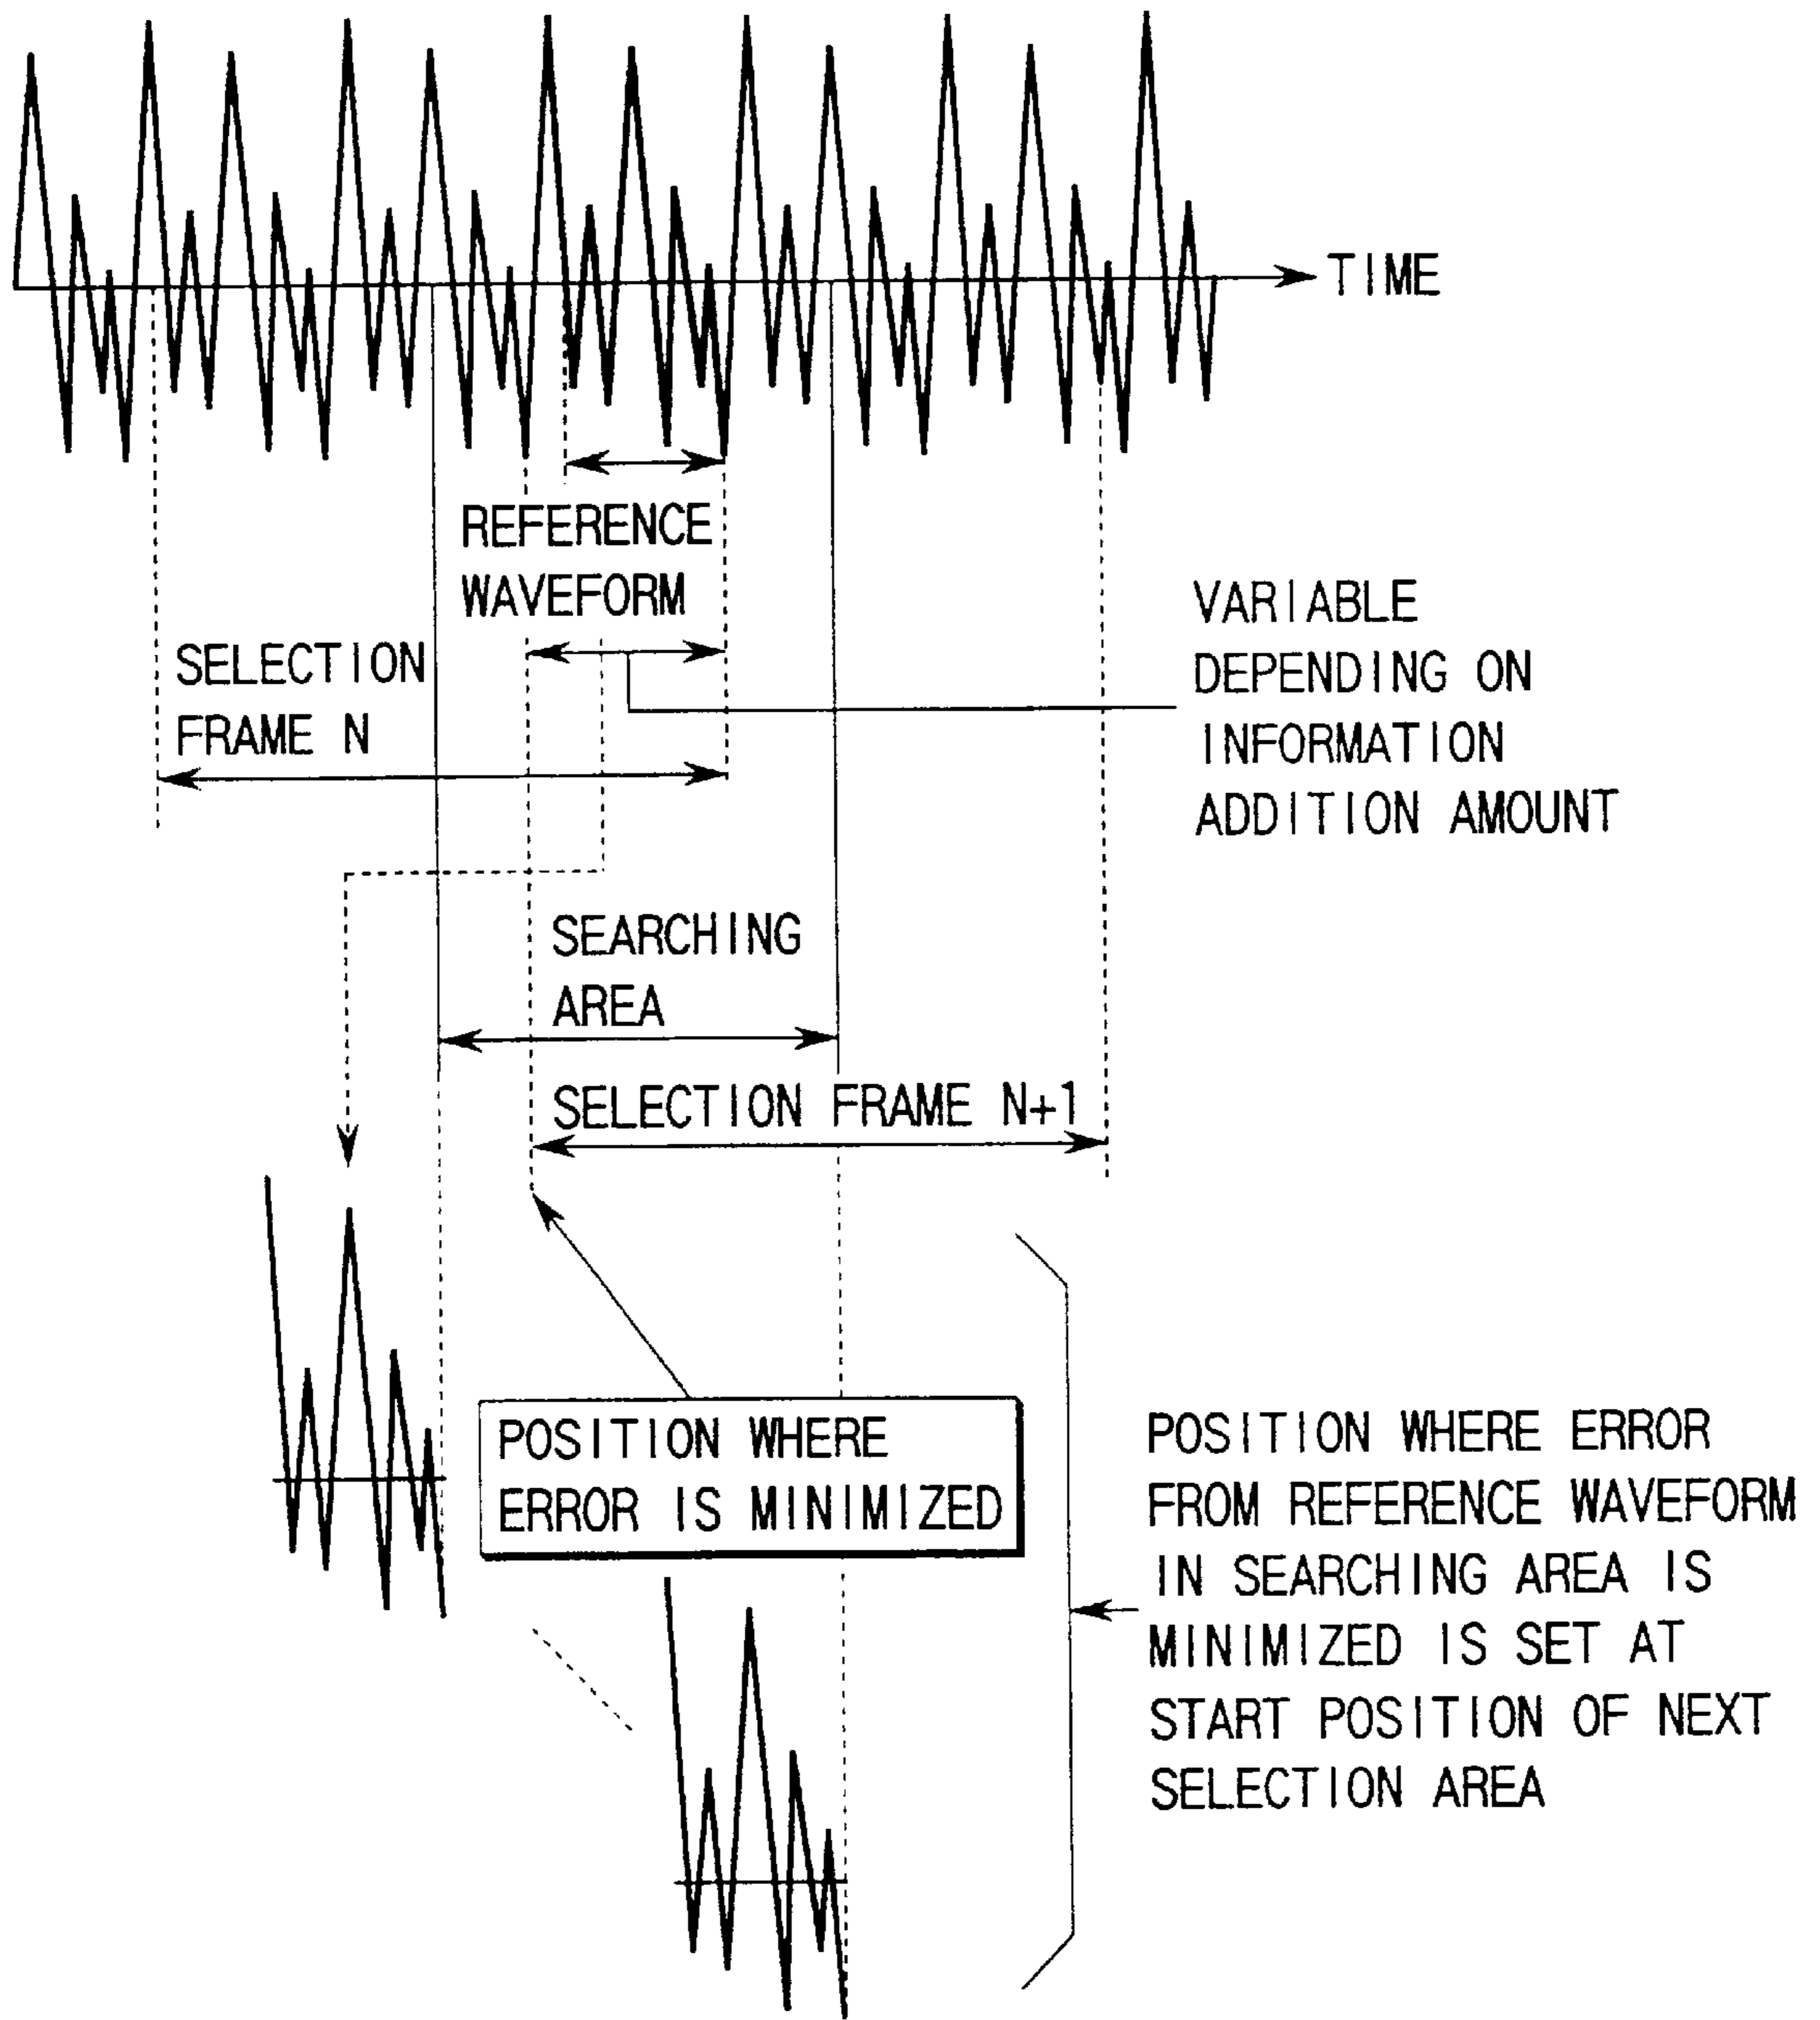 TIME
REFERENCE
WAVEFORM
VARIABLE
DEPENDING ON
INFORMATION
ADDITION AMOUNT
SELECTION
FRAME N
SEARCHING
AREA
SELECTION FRAME N+1
POSITION WHERE
ERROR IS MINIMIZED
POSITION WHERE ERROR
FROM REFERENCE WAVEFORM
IN SEARCHING AREA IS
MINIMIZED IS SET AT
START POSITION OF NEXT
SELECTION AREA